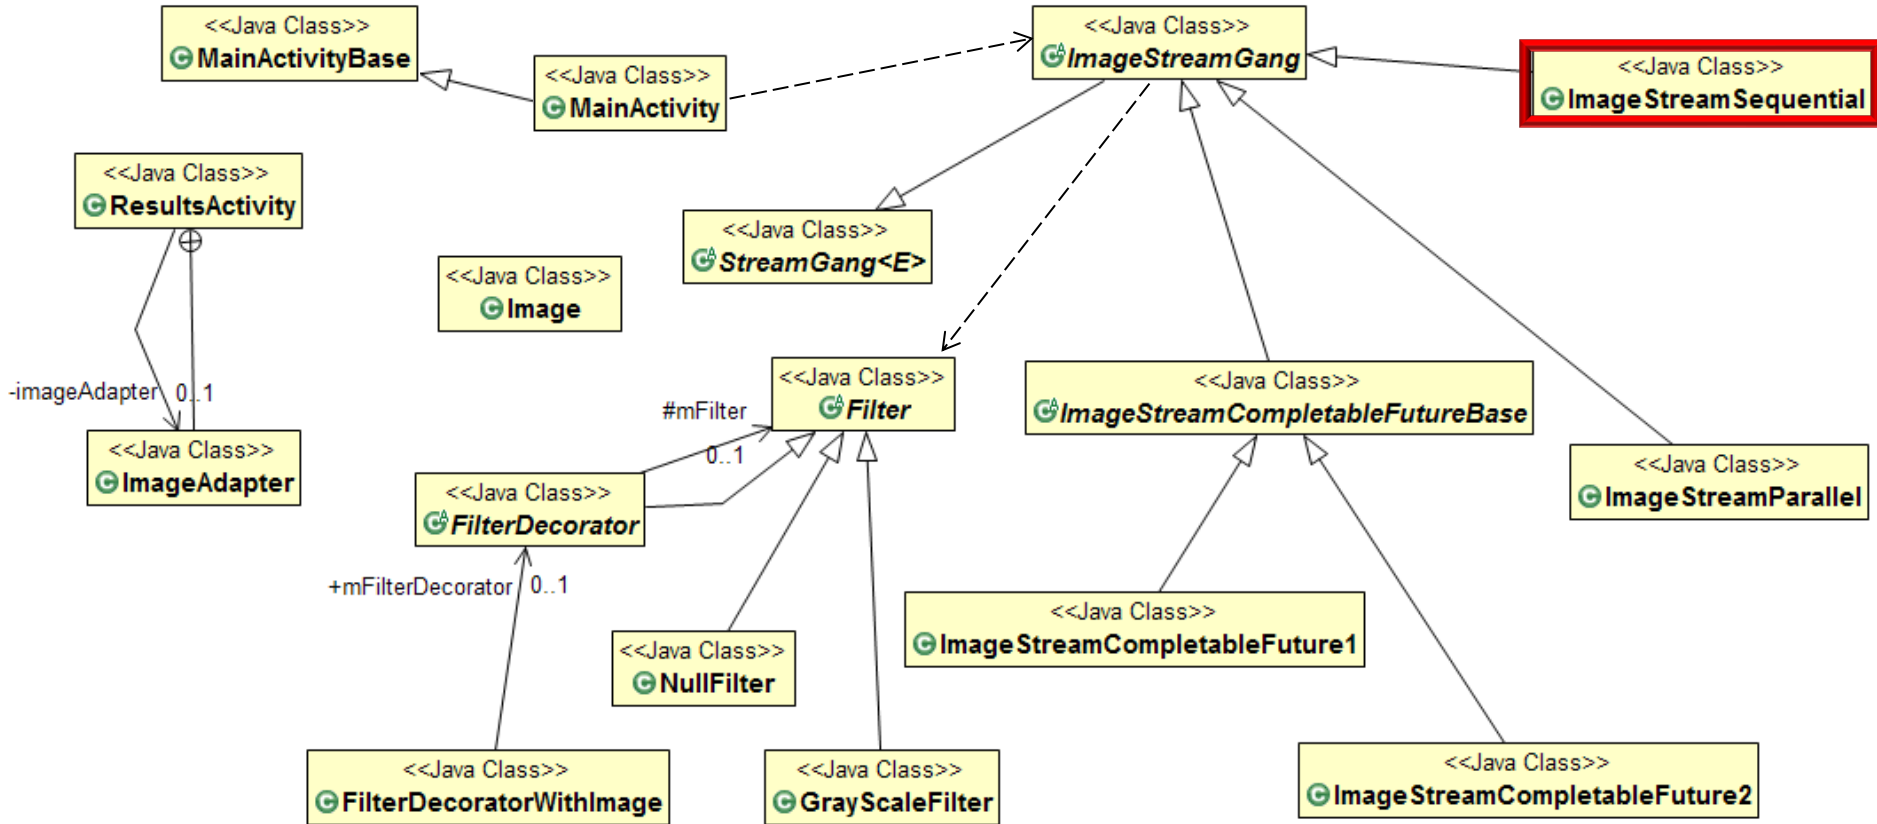 <<Java Class>>
MainActivityBase
<<Java Class>>
MainActivity
<<Java Class>>
ImageStreamGang
<<Java Class>>
ImageStreamSequential
<<Java Class>>
ResultsActivity
<<Java Class>>
StreamGang<E>
<<Java Class>>
Image
-imageAdapter 0..1
<<Java Class>>
ImageAdapter
<<Java Class>>
Filter
#mFilter
0..1
<<Java Class>>
ImageStreamCompletableFutureBase
<<Java Class>>
ImageStreamParallel
<<Java Class>>
FilterDecorator
+mFilterDecorator 0..1
<<Java Class>>
ImageStreamCompletableFuture1
<<Java Class>>
NullFilter
<<Java Class>>
FilterDecoratorWithImage
<<Java Class>>
GrayScaleFilter
<<Java Class>>
ImageStreamCompletableFuture2